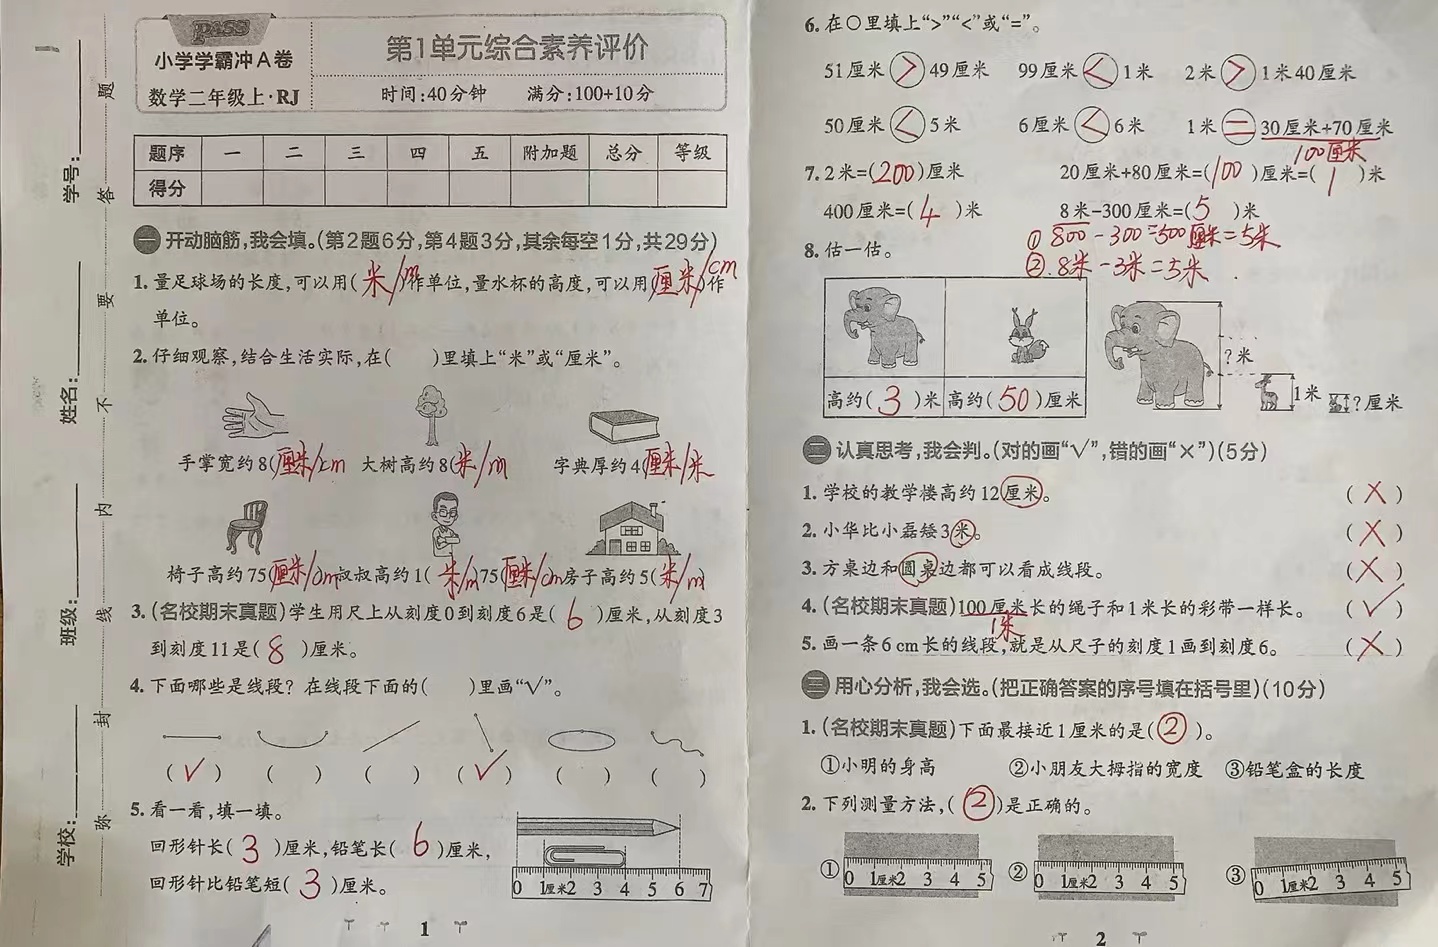 PASS
小学学霸冲A卷
数学二年级上·RJ
第1单元综合素养评价
时间:40分钟 满分:100+10分
学号:
姓名:
班级:
学校:
题 答 要 不 内 线 封 弥
题序 一 二 三 四 五 附加题 总分 等级
得分
一 开动脑筋,我会填。(第2题6分,第4题3分,其余每空1分,共29分)
1. 量足球场的长度,可以用(米/m)作单位,量水杯的高度,可以用(厘米/cm)作
单位。
2. 仔细观察,结合生活实际,在( )里填上“米”或“厘米”。
手掌宽约8(厘米/cm 大树高约8(米/m) 字典厚约4(厘米/米
椅子高约75(厘米/cm 叔叔高约1(米/m)75(厘米/cm)房子高约5(米/m)
3. (名校期末真题)学生用尺上从刻度0到刻度6是( 6 )厘米,从刻度3
到刻度11是( 8 )厘米。
4. 下面哪些是线段?在线段下面的( )里画“√”。
( √ ) ( ) ( ) ( √ ) ( ) ( )
5. 看一看,填一填。
回形针长( 3 )厘米,铅笔长( 6 )厘米,
回形针比铅笔短( 3 )厘米。
0 1厘米2 3 4 5 6 7
1
6. 在○里填上“>”“<”或“=”。
51厘米 > 49厘米 99厘米 < 1米 2米 > 1米40厘米
50厘米 < 5米 6厘米 < 6米 1米 = 30厘米+70厘米
100厘米
7. 2米=(200)厘米 20厘米+80厘米=(100)厘米=( 1 )米
400厘米=( 4 )米 8米-300厘米=( 5 )米
① 800-300=500厘米=5米
② 8米-3米=5米
8. 估一估。
高约( 3 )米 高约( 50 )厘米
?米 1米 ?厘米
二 认真思考,我会判。(对的画“√”,错的画“×”)(5分)
1. 学校的教学楼高约12厘米。 ( × )
2. 小华比小磊矮3米。 ( × )
3. 方桌边和圆桌边都可以看成线段。 ( × )
4. (名校期末真题)100厘米长的绳子和1米长的彩带一样长。 ( √ )
1米
5. 画一条6 cm长的线段,就是从尺子的刻度1画到刻度6。 ( × )
三 用心分析,我会选。(把正确答案的序号填在括号里)(10分)
1. (名校期末真题)下面最接近1厘米的是( ② )。
①小明的身高 ②小朋友大拇指的宽度 ③铅笔盒的长度
2. 下列测量方法,( ② )是正确的。
① 0 1厘米2 3 4 5 ② 0 1厘米2 3 4 5 ③ 0 1厘米2 3 4 5
2